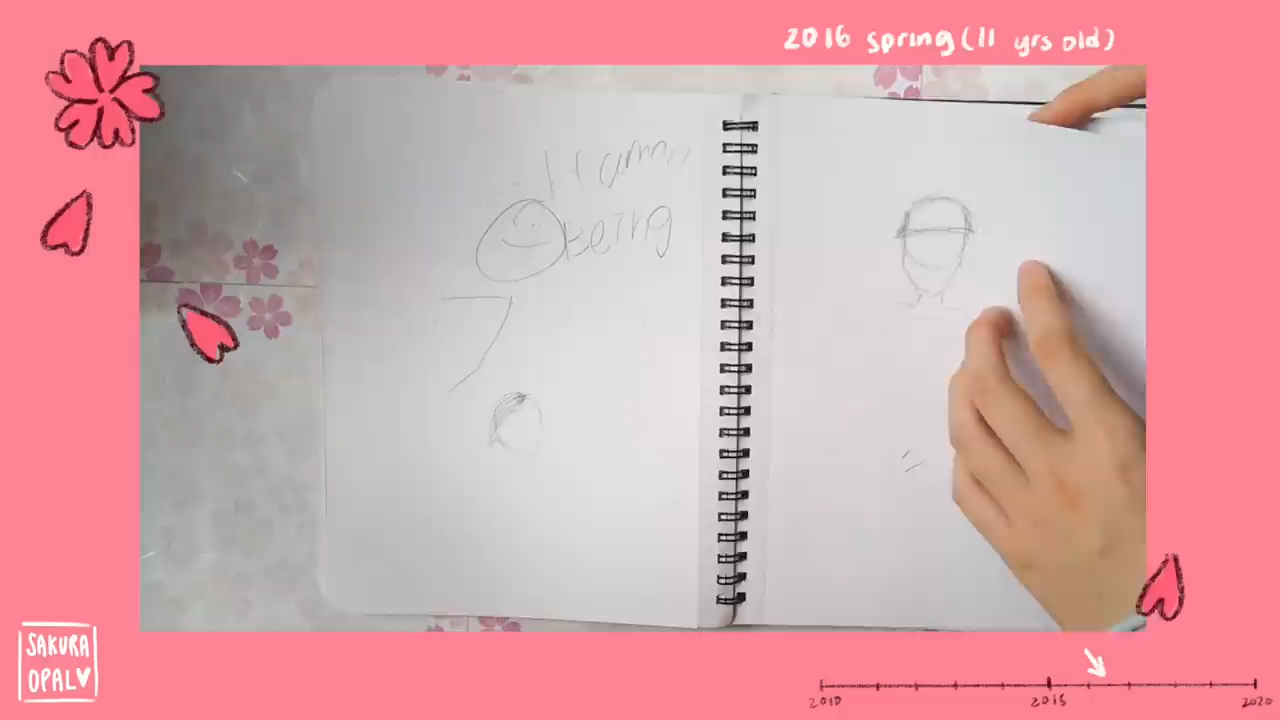 2016 spring (11 yrs old)
Human
Being
SAKURA
OPAL♥
2010 2015 2020